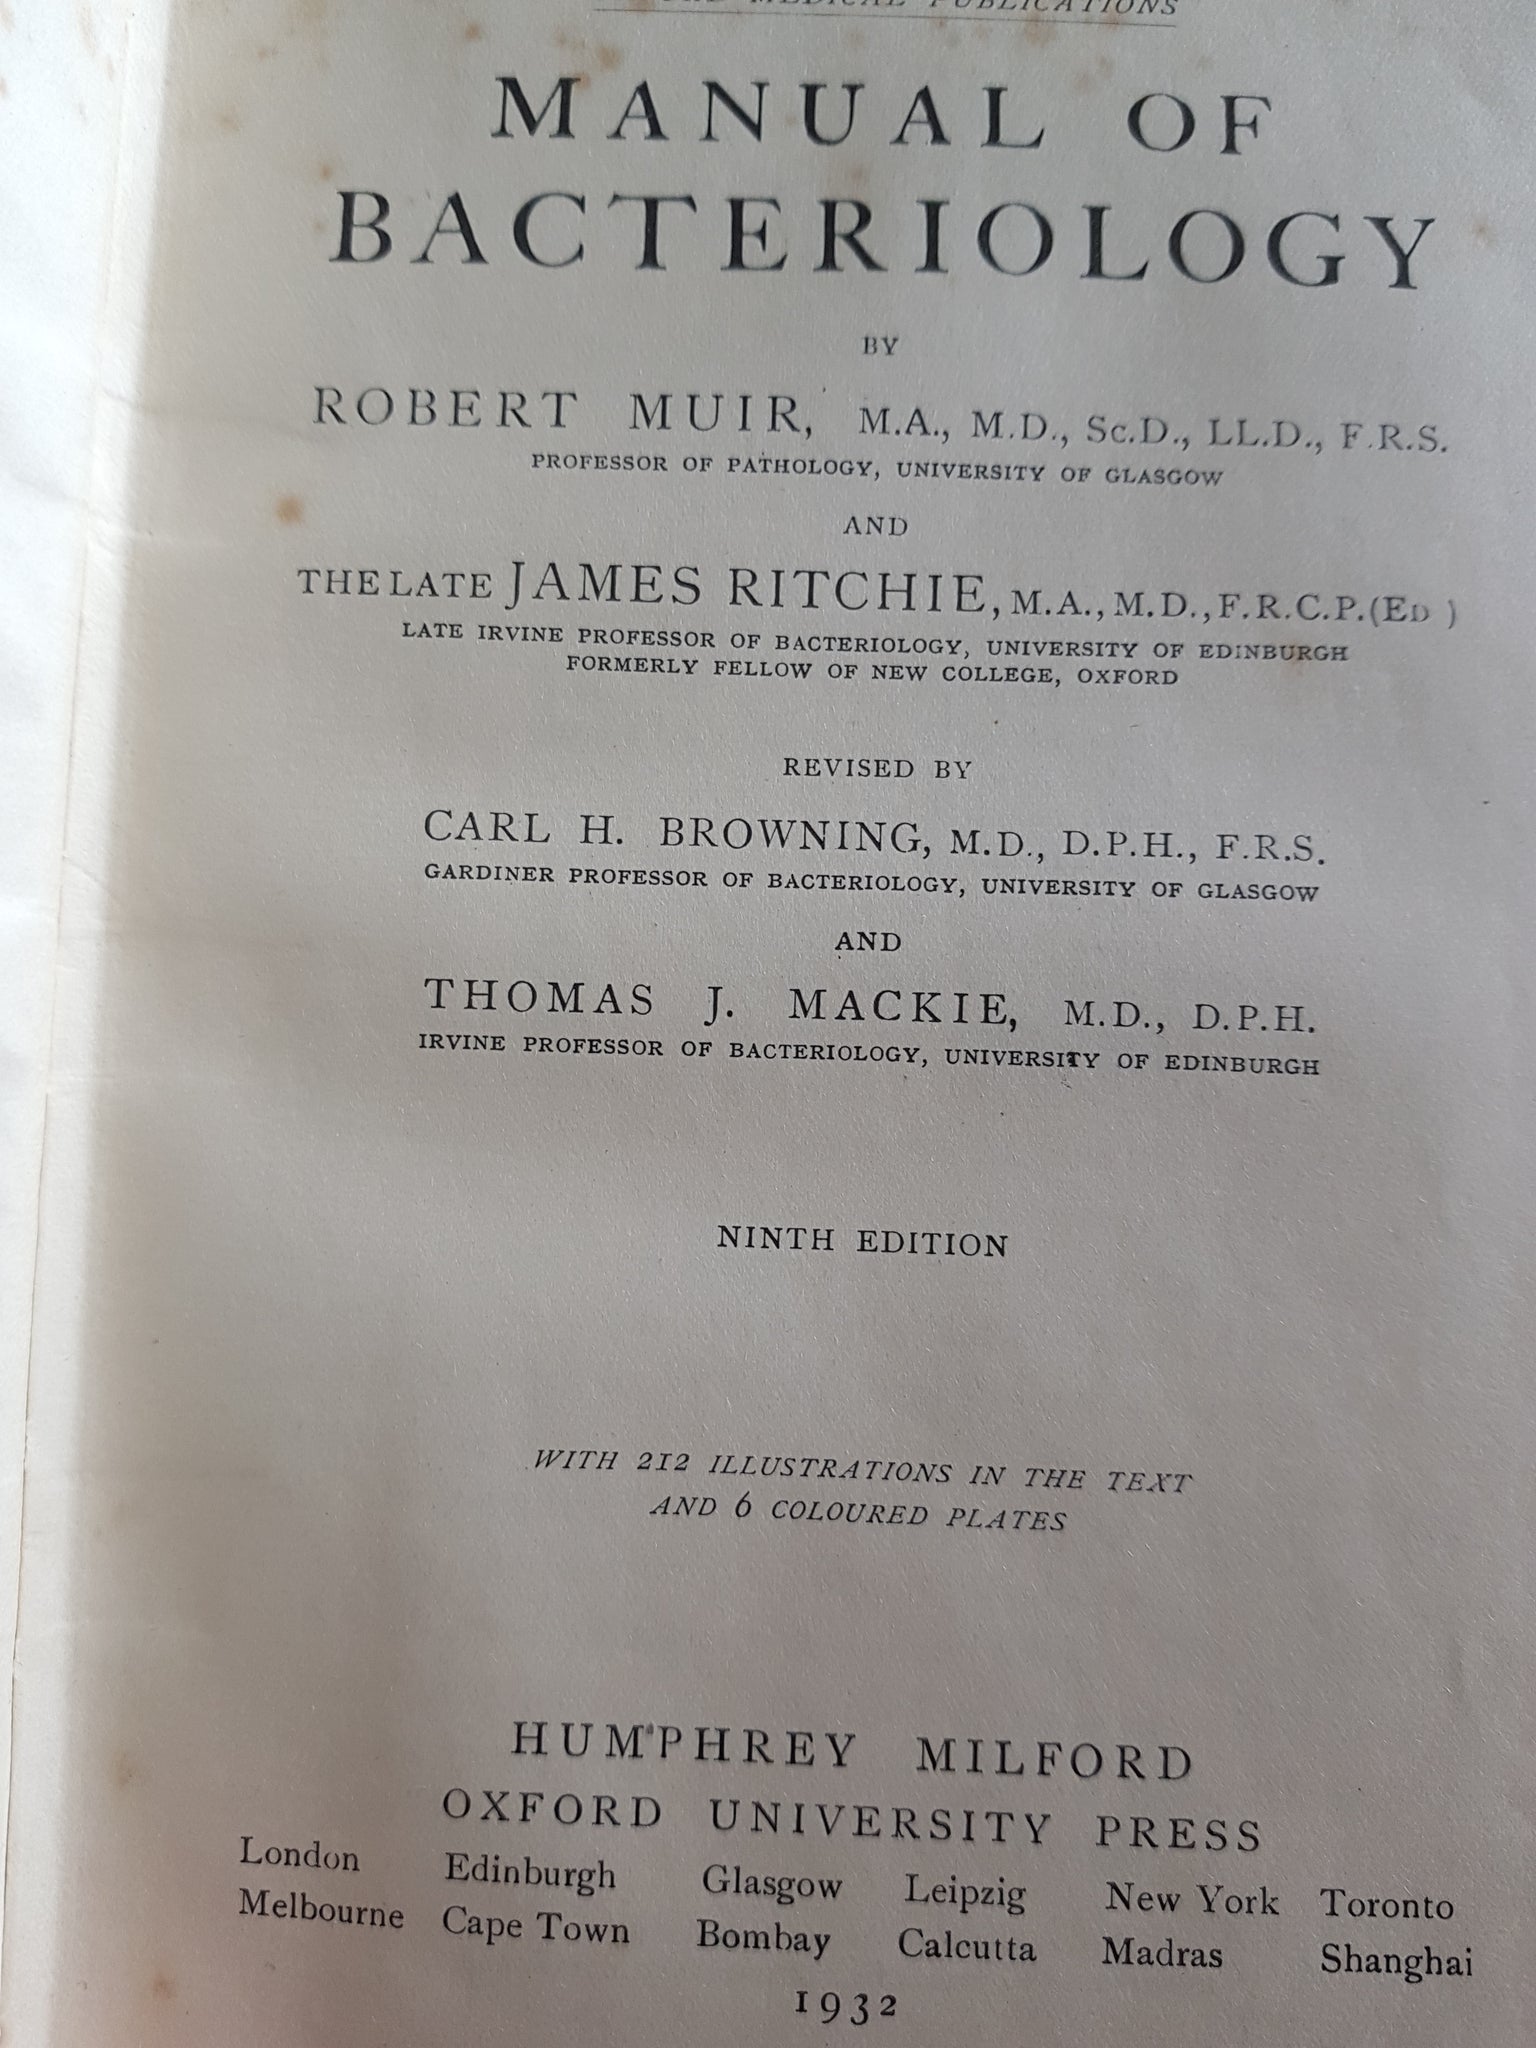 MEDICAL PUBLICATIONS
MANUAL OF
BACTERIOLOGY
BY
ROBERT MUIR, M.A., M.D., Sc.D., LL.D., F.R.S.
PROFESSOR OF PATHOLOGY, UNIVERSITY OF GLASGOW
AND
THE LATE JAMES RITCHIE, M.A., M.D., F.R.C.P.(ED )
LATE IRVINE PROFESSOR OF BACTERIOLOGY, UNIVERSITY OF EDINBURGH
FORMERLY FELLOW OF NEW COLLEGE, OXFORD
REVISED BY
CARL H. BROWNING, M.D., D.P.H., F.R.S.
GARDINER PROFESSOR OF BACTERIOLOGY, UNIVERSITY OF GLASGOW
AND
THOMAS J. MACKIE, M.D., D.P.H.
IRVINE PROFESSOR OF BACTERIOLOGY, UNIVERSITY OF EDINBURGH
NINTH EDITION
WITH 212 ILLUSTRATIONS IN THE TEXT
AND 6 COLOURED PLATES
HUMPHREY MILFORD
OXFORD UNIVERSITY PRESS
London Edinburgh Glasgow Leipzig New York Toronto
Melbourne Cape Town Bombay Calcutta Madras Shanghai
1932